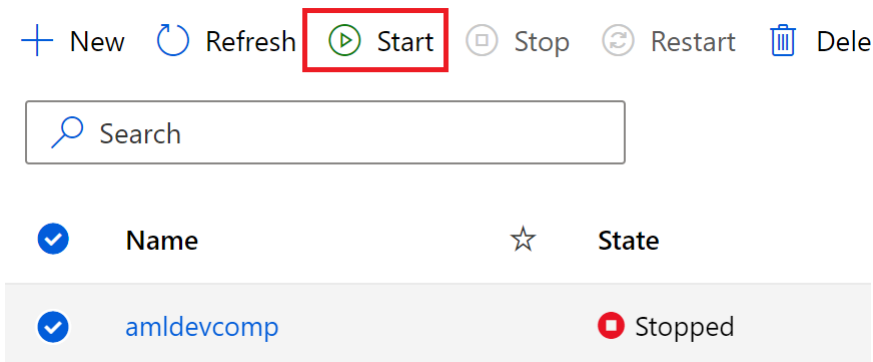 New Refresh Start Stop Restart Dele
Search
Name State
amldevcomp Stopped